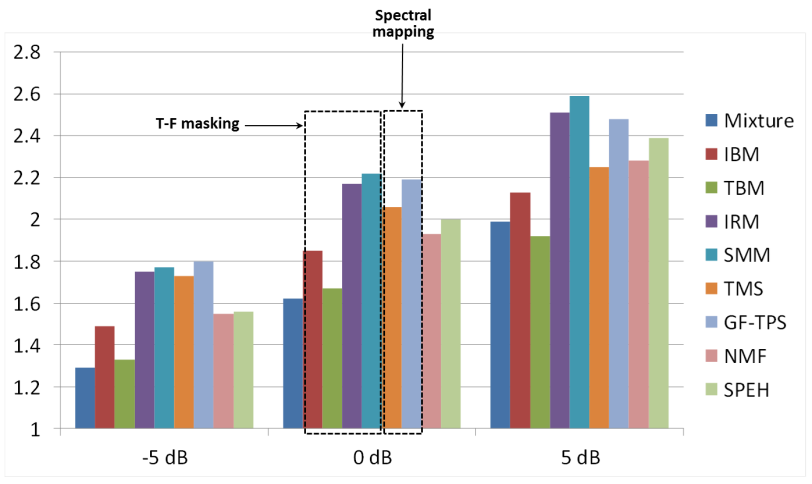 Spectral
mapping
T-F masking
2.8
2.6
2.4
2.2
2
1.8
1.6
1.4
1.2
1
-5 dB
0 dB
5 dB
Mixture
IBM
TBM
IRM
SMM
TMS
GF-TPS
NMF
SPEH